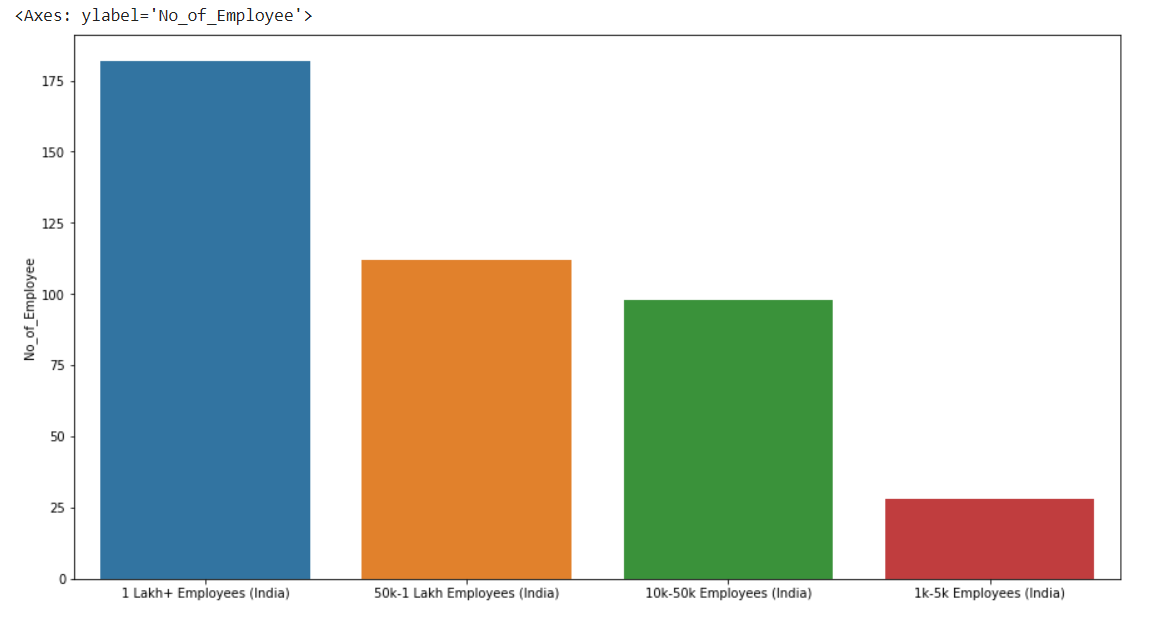 <Axes: ylabel='No_of_Employee'>
175
150
125
100
75
50
25
0
No_of_Employee
1 Lakh+ Employees (India)
50k-1 Lakh Employees (India)
10k-50k Employees (India)
1k-5k Employees (India)